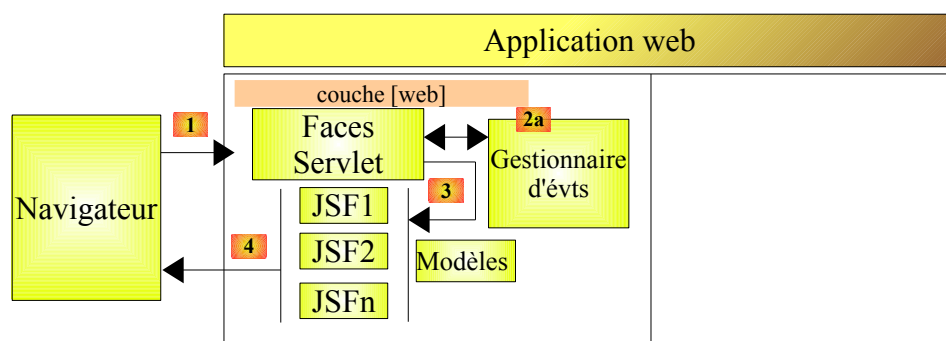 Application web
couche [web]
1
Faces
Servlet
2a
Gestionnaire
d'évts
Navigateur
JSF1
3
4
JSF2
Modèles
JSFn